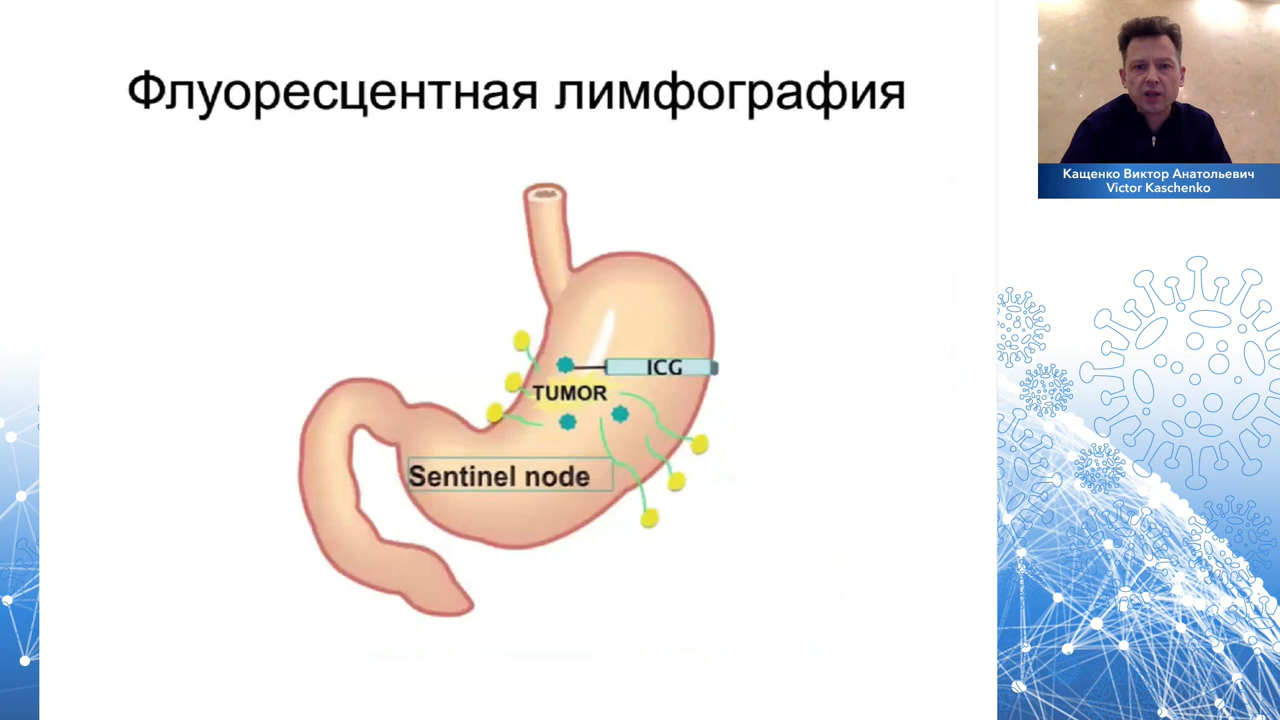 Флуоресцентная лимфография
ICG
TUMOR
Sentinel node
Кащенко Виктор Анатольевич
Victor Kaschenko